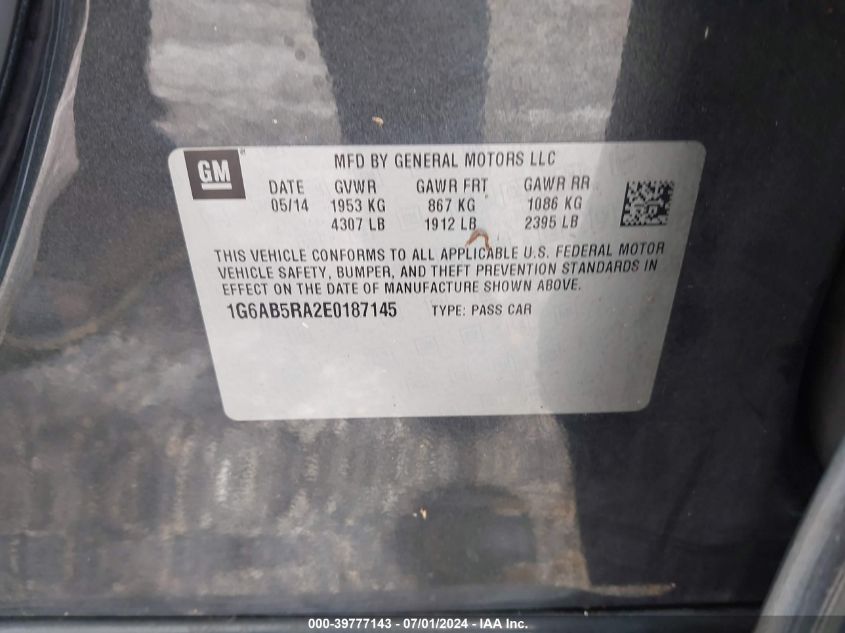 GM
MFD BY GENERAL MOTORS LLC
DATE GVWR GAWR FRT GAWR RR
05/14 1953 KG 867 KG 1086 KG
4307 LB 1912 LB 2395 LB
THIS VEHICLE CONFORMS TO ALL APPLICABLE U.S. FEDERAL MOTOR
VEHICLE SAFETY, BUMPER, AND THEFT PREVENTION STANDARDS IN
EFFECT ON THE DATE OF MANUFACTURE SHOWN ABOVE.
1G6AB5RA2E0187145 TYPE: PASS CAR
000-39777143 / 07/01/2024 - IAA Inc.